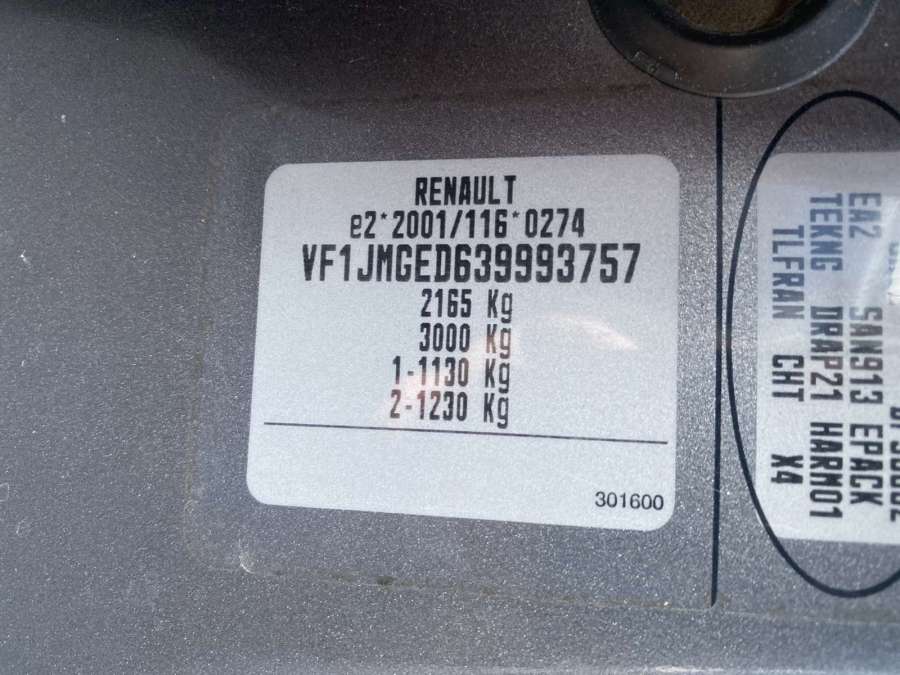 RENAULT
e2*2001/116*0274
VF1JMGED639993757
2165 Kg
3000 Kg
1-1130 Kg
2-1230 Kg
301600
EA2 SAN913 EPACK
TEKNG DRAP21 HARM01
TLFRAN CHT X4